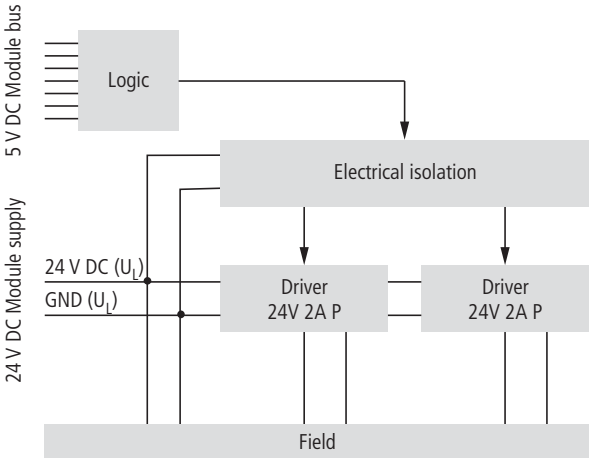 5 V DC Module bus
Logic
Electrical isolation
24 V DC Module supply
24 V DC (UL)
GND (UL)
Driver
24V 2A P
Driver
24V 2A P
Field